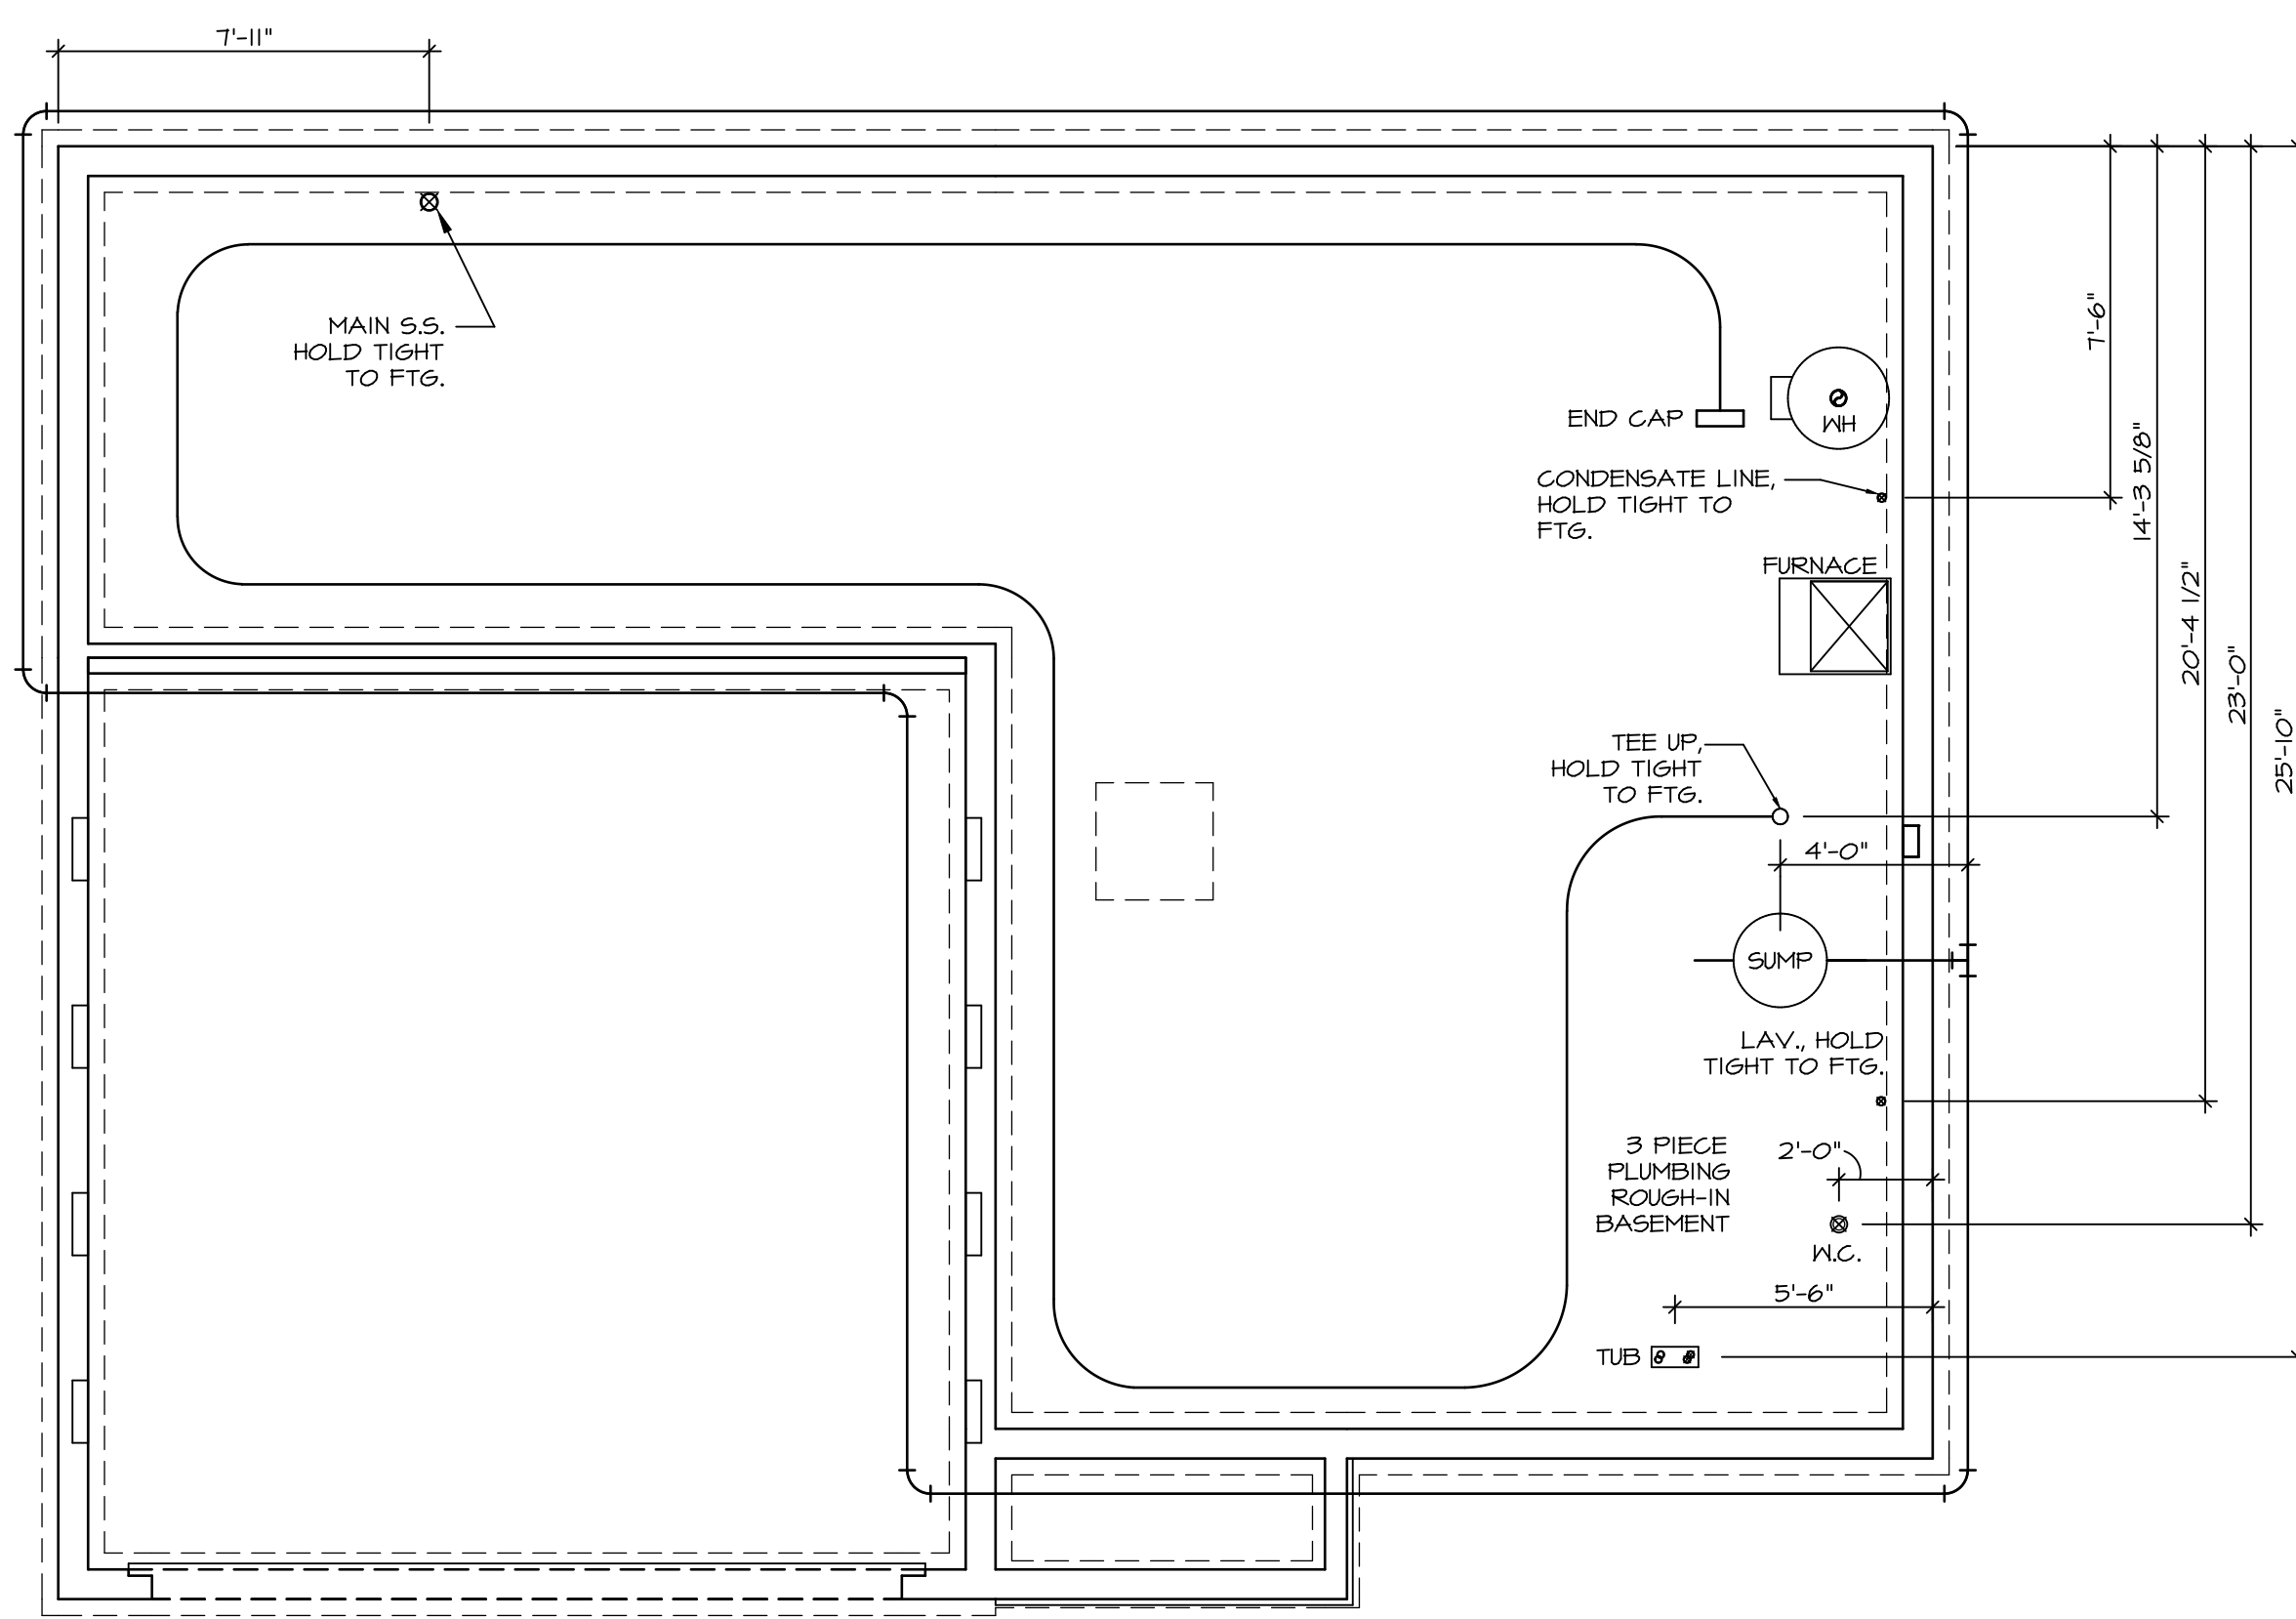 7'-11"
MAIN S.S.
HOLD TIGHT
TO FTG.
END CAP
WH
CONDENSATE LINE,
HOLD TIGHT TO
FTG.
FURNACE
TEE UP,
HOLD TIGHT
TO FTG.
4'-0"
SUMP
LAV., HOLD
TIGHT TO FTG.
3 PIECE
PLUMBING
ROUGH-IN
BASEMENT
2'-0"
W.C.
5'-6"
TUB
7'-6"
14'-3 5/8"
20'-4 1/2"
23'-0"
25'-10"